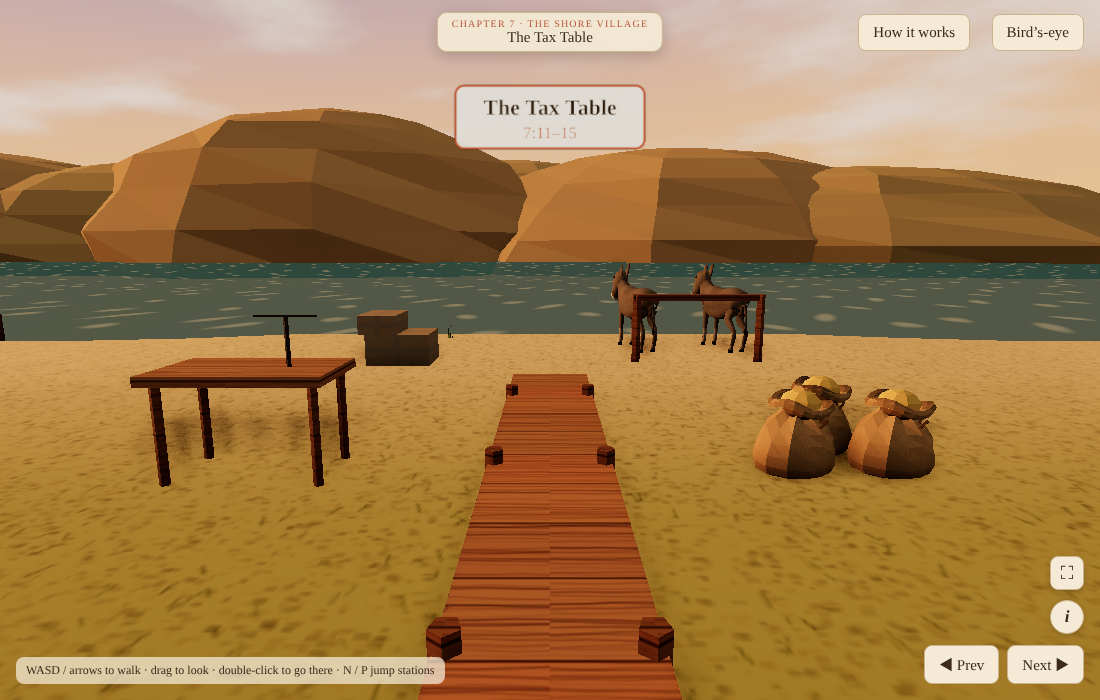 CHAPTER 7 · THE SHORE VILLAGE
The Tax Table
How it works
Bird’s-eye
The Tax Table
7:11–15
i
WASD / arrows to walk · drag to look · double-click to go there · N / P jump stations
◀ Prev
Next ▶